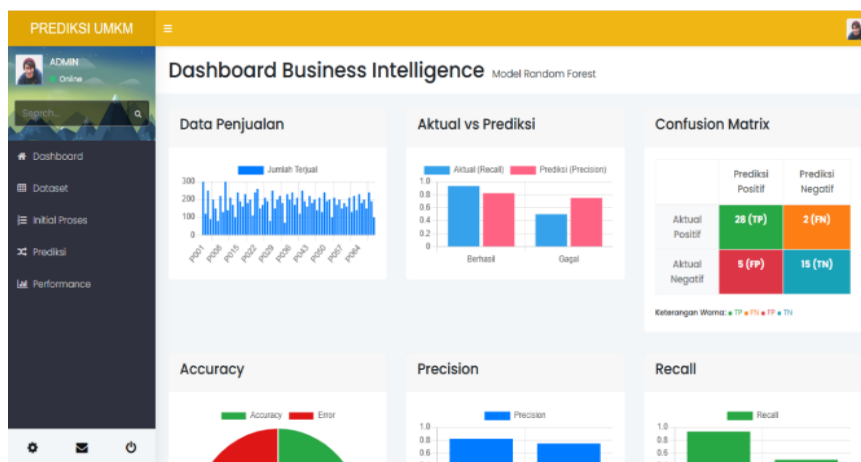 PREDIKSI UMKM
ADMIN
Online
Search...
Dashboard
Dataset
Initial Proses
Prediksi
Performance
Dashboard Business Intelligence Model Random Forest
Data Penjualan
Jumlah Terjual
300
200
100
0
P001
P008
P015
P022
P029
P036
P043
P050
P057
P064
Aktual vs Prediksi
Aktual (Recall) Prediksi (Precision)
1.0
0.8
0.6
0.4
0.2
0
Berhasil Gagal
Confusion Matrix
Prediksi Positif Prediksi Negatif
Aktual Positif 28 (TP) 2 (FN)
Aktual Negatif 5 (FP) 15 (TN)
Keterangan Warna: TP FN FP TN
Accuracy
Accuracy Error
Precision
Precision
1.0
0.8
0.6
Recall
Recall
1.0
0.8
0.6